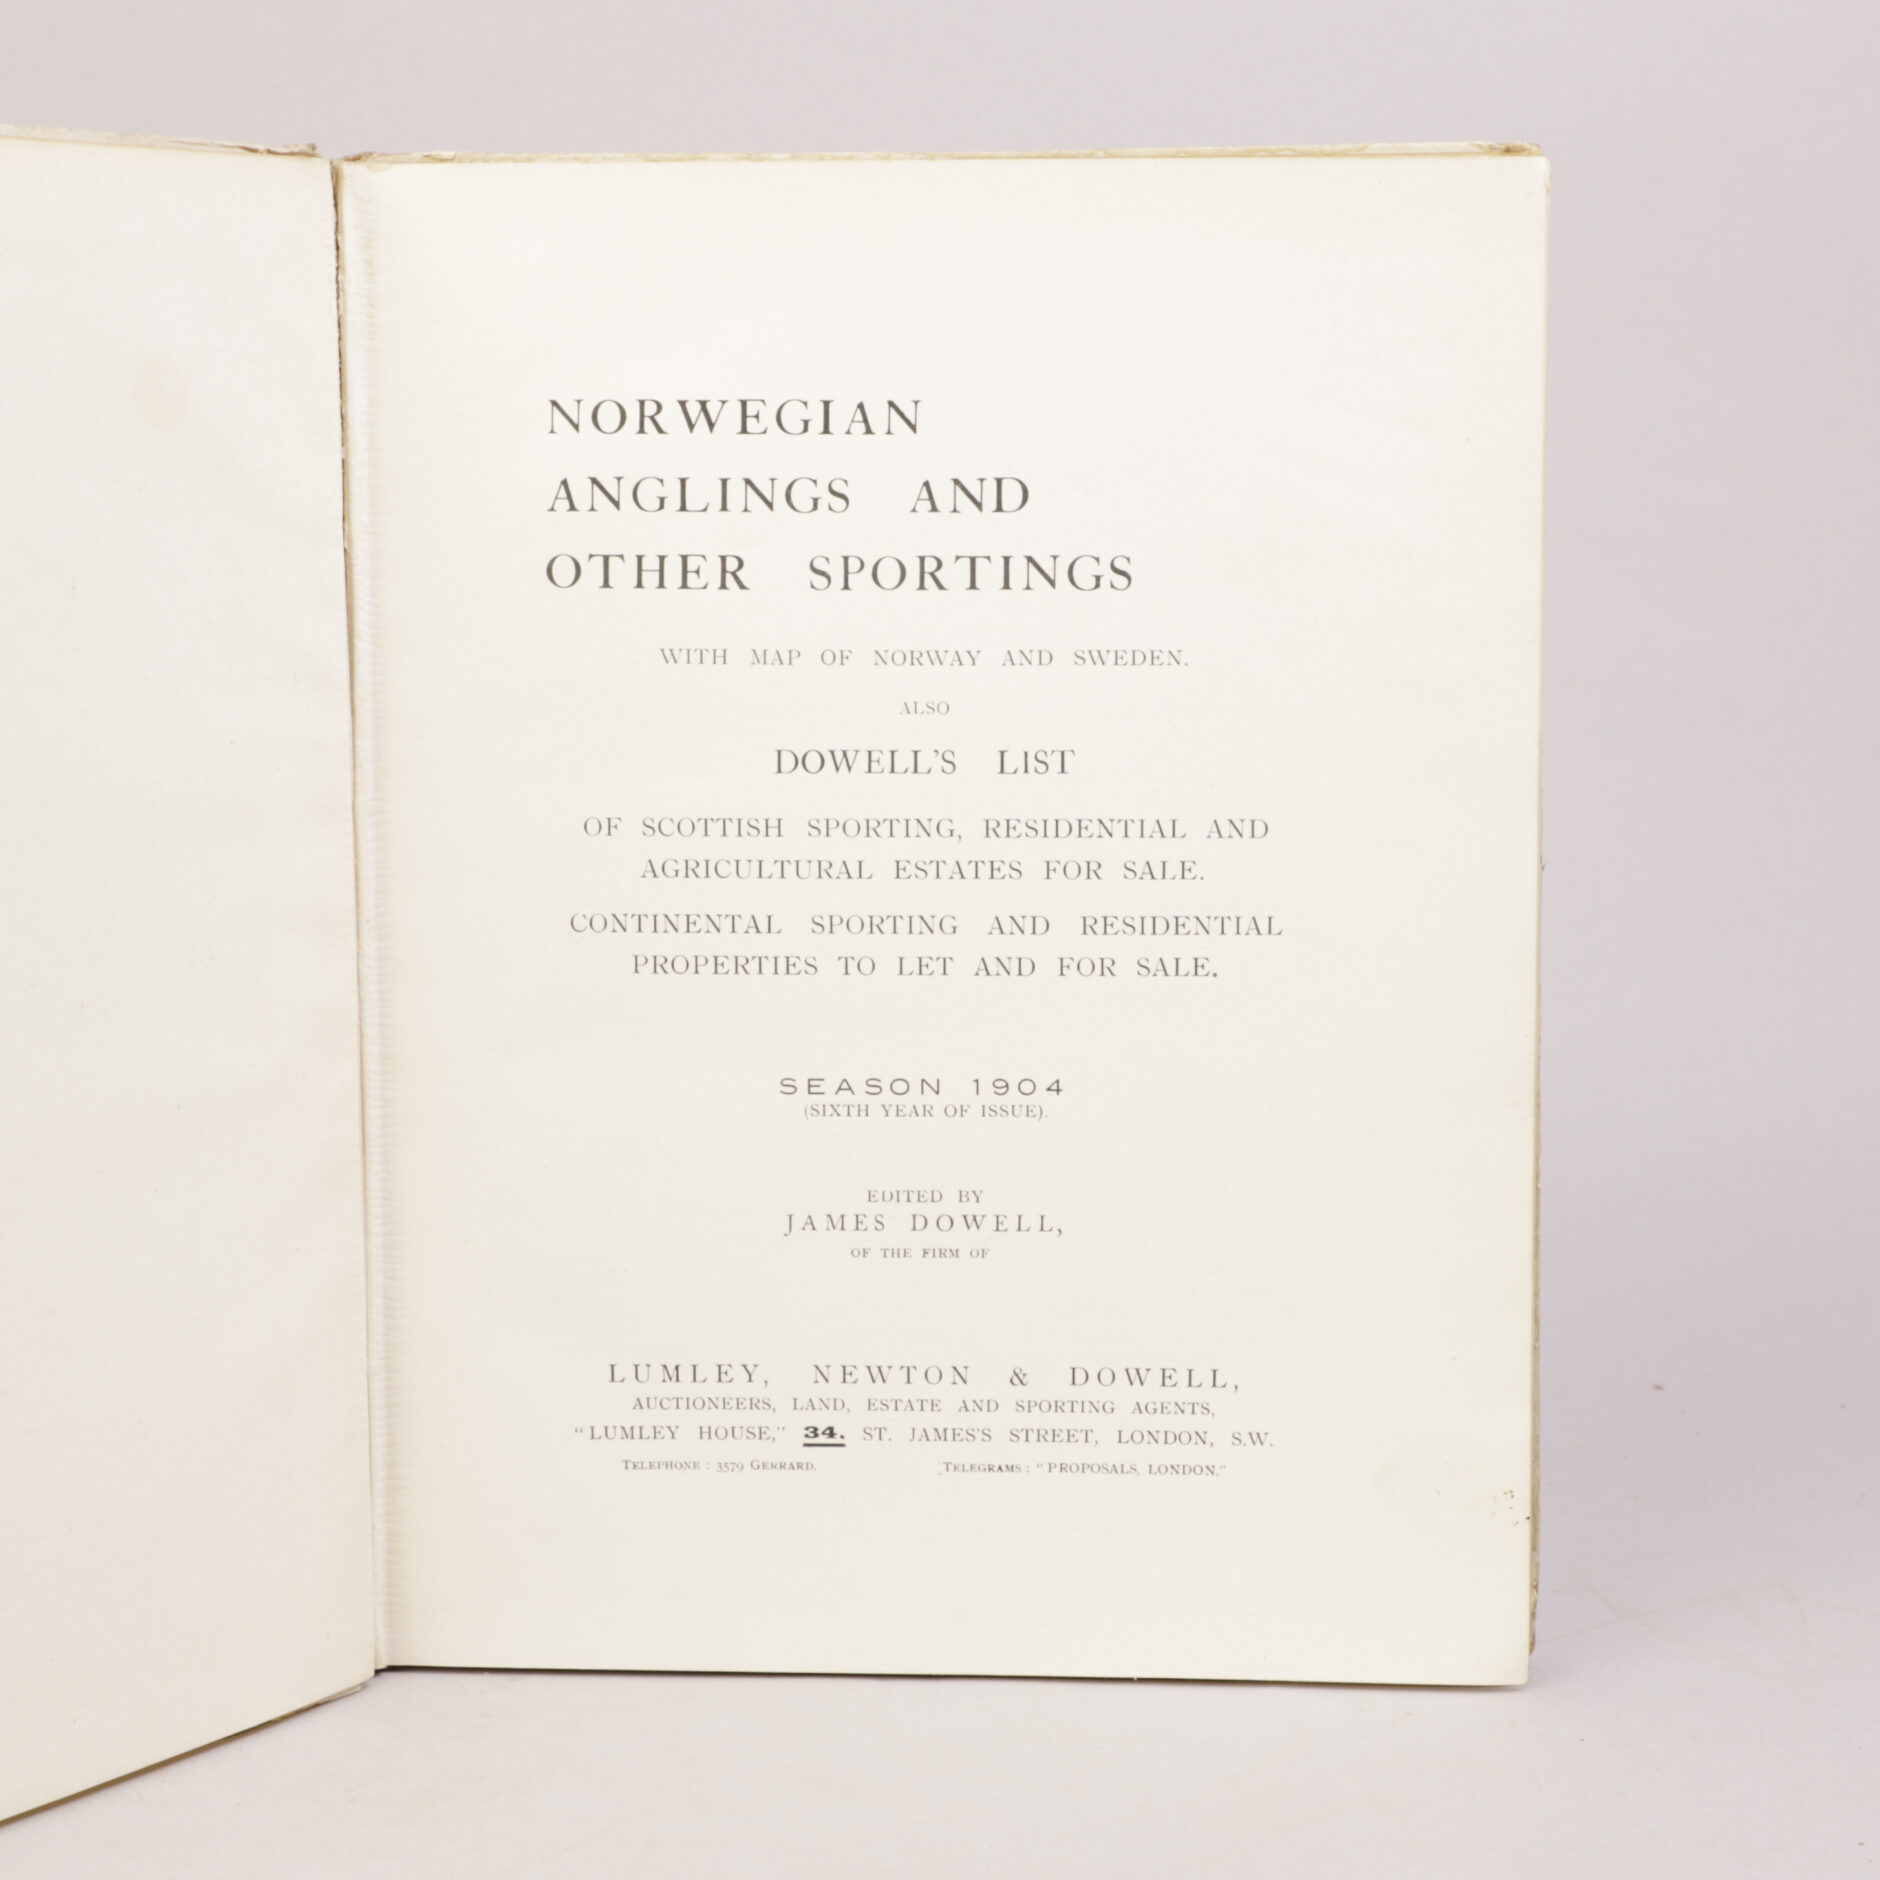 NORWEGIAN
ANGLINGS AND
OTHER SPORTINGS
WITH MAP OF NORWAY AND SWEDEN.
ALSO
DOWELL'S LIST
OF SCOTTISH SPORTING, RESIDENTIAL AND
AGRICULTURAL ESTATES FOR SALE.
CONTINENTAL SPORTING AND RESIDENTIAL
PROPERTIES TO LET AND FOR SALE.
SEASON 1904
(SIXTH YEAR OF ISSUE).
EDITED BY
JAMES DOWELL,
OF THE FIRM OF
LUMLEY, NEWTON & DOWELL,
AUCTIONEERS, LAND, ESTATE AND SPORTING AGENTS,
"LUMLEY HOUSE," 34. ST. JAMES'S STREET, LONDON, S.W.
TELEPHONE : 3579 GERRARD. TELEGRAMS : "PROPOSALS, LONDON."